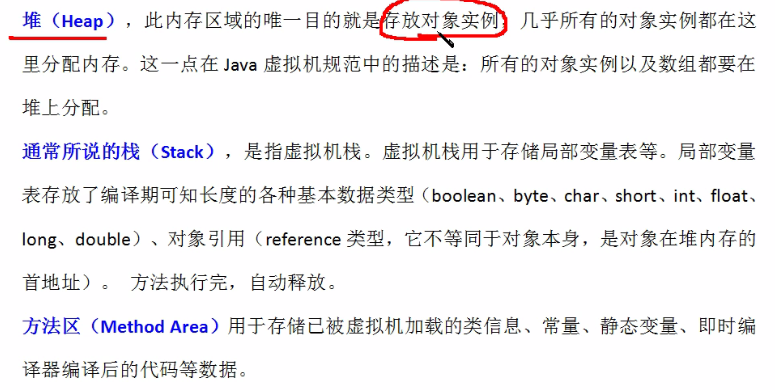 堆（Heap），此内存区域的唯一目的就是存放对象实例，几乎所有的对象实例都在这
里分配内存。这一点在 Java 虚拟机规范中的描述是：所有的对象实例以及数组都要在
堆上分配。
通常所说的栈（Stack），是指虚拟机栈。虚拟机栈用于存储局部变量表等。局部变量
表存放了编译期可知长度的各种基本数据类型（boolean、byte、char、short、int、float、
long、double）、对象引用（reference 类型，它不等同于对象本身，是对象在堆内存的
首地址）。 方法执行完，自动释放。
方法区（Method Area）用于存储已被虚拟机加载的类信息、常量、静态变量、即时编
译器编译后的代码等数据。